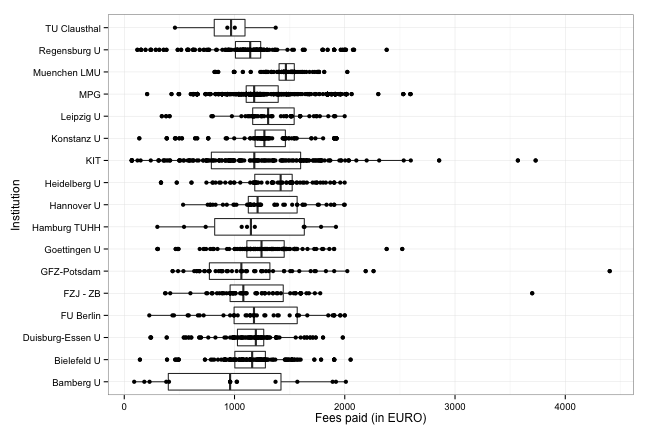 TU Clausthal
Regensburg U
Muenchen LMU
MPG
Leipzig U
Konstanz U
KIT
Heidelberg U
Hannover U
Hamburg TUHH
Goettingen U
GFZ-Potsdam
FZJ - ZB
FU Berlin
Duisburg-Essen U
Bielefeld U
Bamberg U
Institution
0 1000 2000 3000 4000
Fees paid (in EURO)